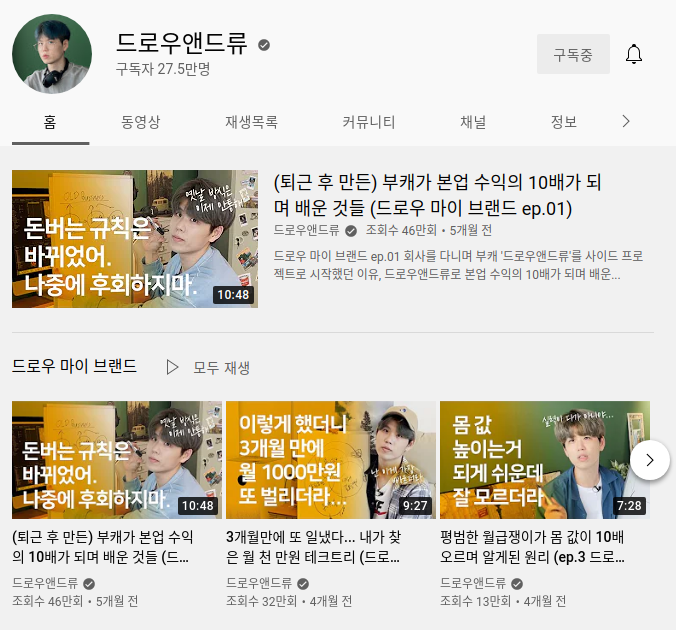 드로우앤드류
구독자 27.5만명
구독중
홈 동영상 재생목록 커뮤니티 채널 정보
옛날 방식은
이제 안통해
돈버는 규칙은
바뀌었어.
나중에 후회하지마.
10:48
(퇴근 후 만든) 부캐가 본업 수익의 10배가 되
며 배운 것들 (드로우 마이 브랜드 ep.01)
드로우앤드류 조회수 46만회 • 5개월 전
드로우 마이 브랜드 ep.01 회사를 다니며 부캐 '드로우앤드류'를 사이드 프로
젝트로 시작했던 이유, 드로우앤드류로 본업 수익의 10배가 되며 배운...
드로우 마이 브랜드 모두 재생
옛날 방식은
이제 안통해
돈버는 규칙은
바뀌었어.
나중에 후회하지마.
10:48
(퇴근 후 만든) 부캐가 본업 수익
의 10배가 되며 배운 것들 (드...
드로우앤드류
조회수 46만회 • 5개월 전
이렇게 했더니
3개월 만에
월 1000만원
또 벌리더라...
9:27
3개월만에 또 일냈다... 내가 찾
은 월 천 만원 테크트리 (드로...
드로우앤드류
조회수 32만회 • 4개월 전
실력이 다가 아니야...
몸 값
높이는거
되게 쉬운데
잘 모르더라
7:28
평범한 월급쟁이가 몸 값이 10배
오르며 알게된 원리 (ep.3 드로...
드로우앤드류
조회수 13만회 • 4개월 전